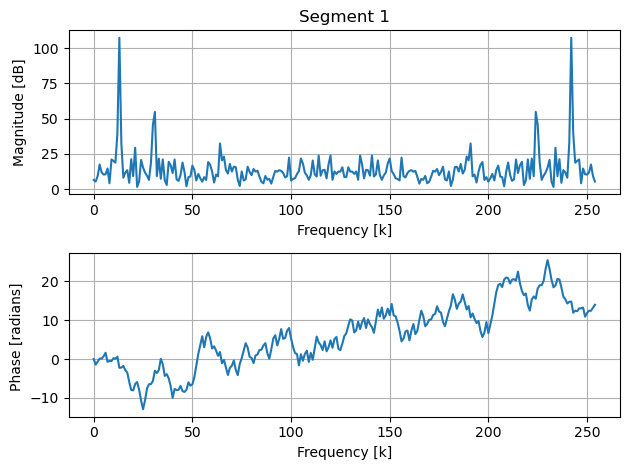 Segment 1
Magnitude [dB]
100
75
50
25
0
0 50 100 150 200 250
Frequency [k]
Phase [radians]
20
10
0
−10
0 50 100 150 200 250
Frequency [k]